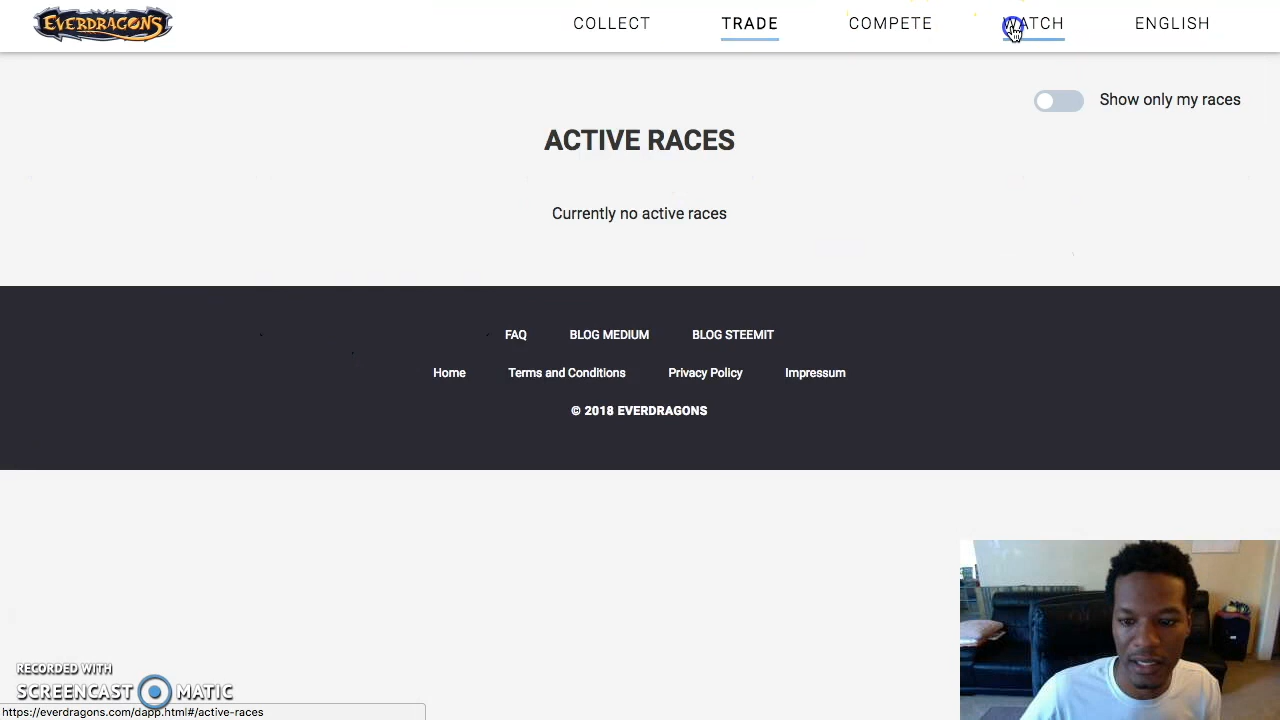 EVERDRAGONS
COLLECT TRADE COMPETE WATCH ENGLISH
Show only my races
ACTIVE RACES
Currently no active races
FAQ BLOG MEDIUM BLOG STEEMIT
Home Terms and Conditions Privacy Policy Impressum
© 2018 EVERDRAGONS
RECORDED WITH
SCREENCAST MATIC
https://everdragons.com/dapp.html#/active-races